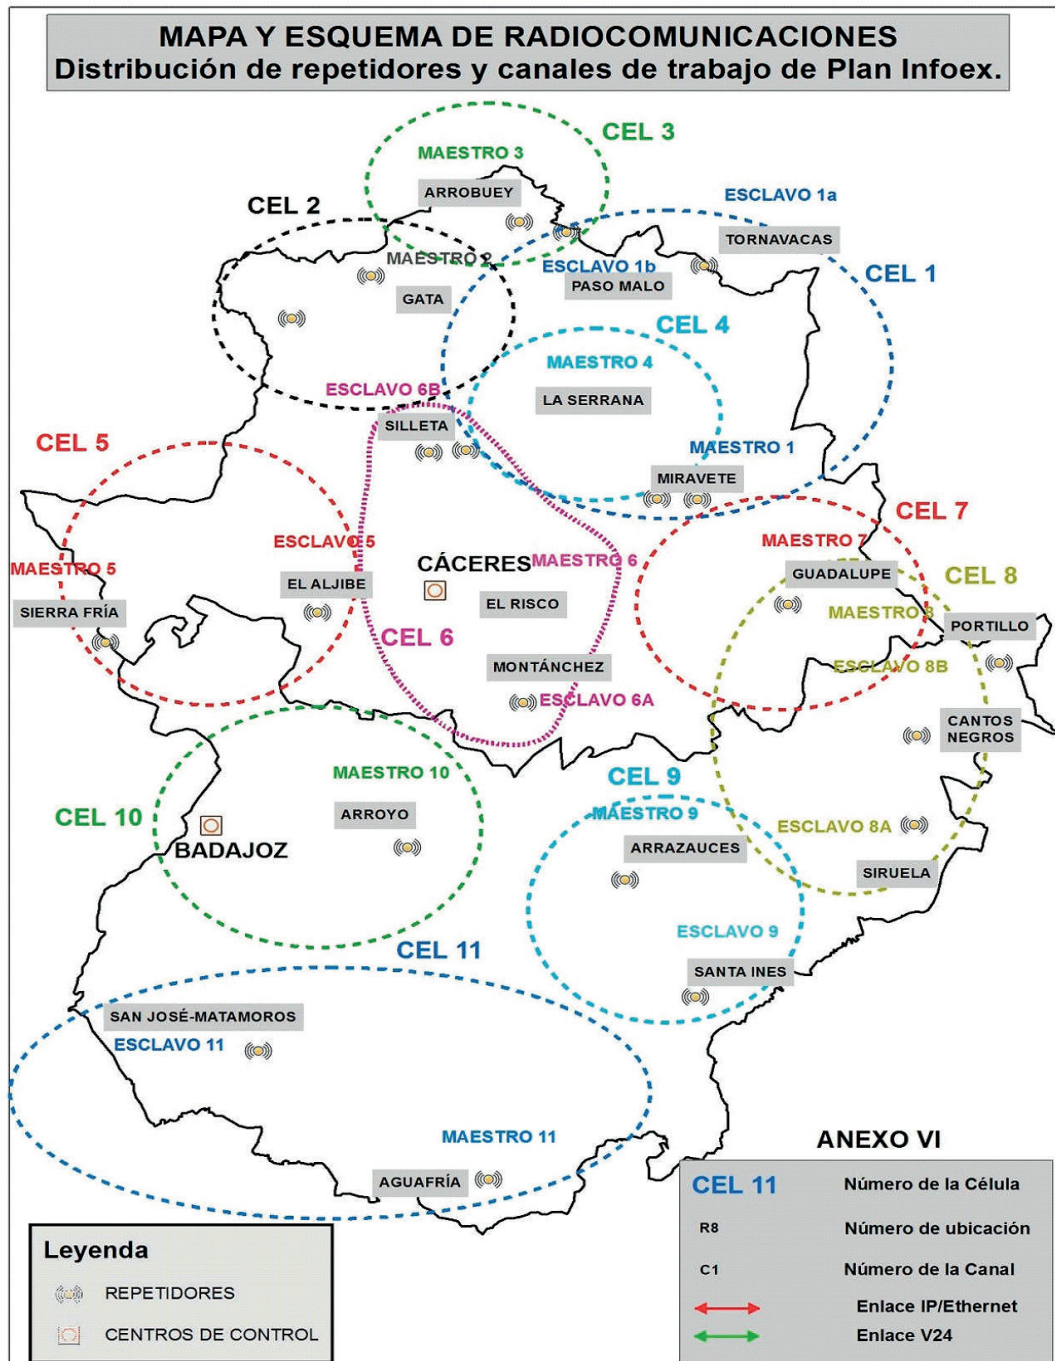 MAPA Y ESQUEMA DE RADIOCOMUNICACIONES
Distribución de repetidores y canales de trabajo de Plan Infoex.
CEL 3
MAESTRO 3
ARROBUEY
CEL 2
ESCLAVO 1a
TORNAVACAS
MAESTRO 2
GATA
ESCLAVO 1b
PASO MALO
CEL 1
CEL 4
MAESTRO 4
LA SERRANA
ESCLAVO 6B
SILLETA
MAESTRO 1
MIRAVETE
CEL 5
ESCLAVO 5
EL ALJIBE
MAESTRO 5
SIERRA FRÍA
CÁCERES
MAESTRO 6
EL RISCO
CEL 6
MONTÁNCHEZ
ESCLAVO 6A
CEL 7
MAESTRO 7
GUADALUPE
CEL 8
MAESTRO 8
PORTILLO
ESCLAVO 8B
CANTOS
NEGROS
ESCLAVO 8A
SIRUELA
MAESTRO 10
ARROYO
CEL 10
BADAJOZ
CEL 9
MAESTRO 9
ARRAZAUCES
ESCLAVO 9
SANTA INES
CEL 11
SAN JOSÉ-MATAMOROS
ESCLAVO 11
MAESTRO 11
AGUAFRÍA
ANEXO VI
CEL 11 Número de la Célula
R8 Número de ubicación
C1 Número de la Canal
Enlace IP/Ethernet
Enlace V24
Leyenda
REPETIDORES
CENTROS DE CONTROL